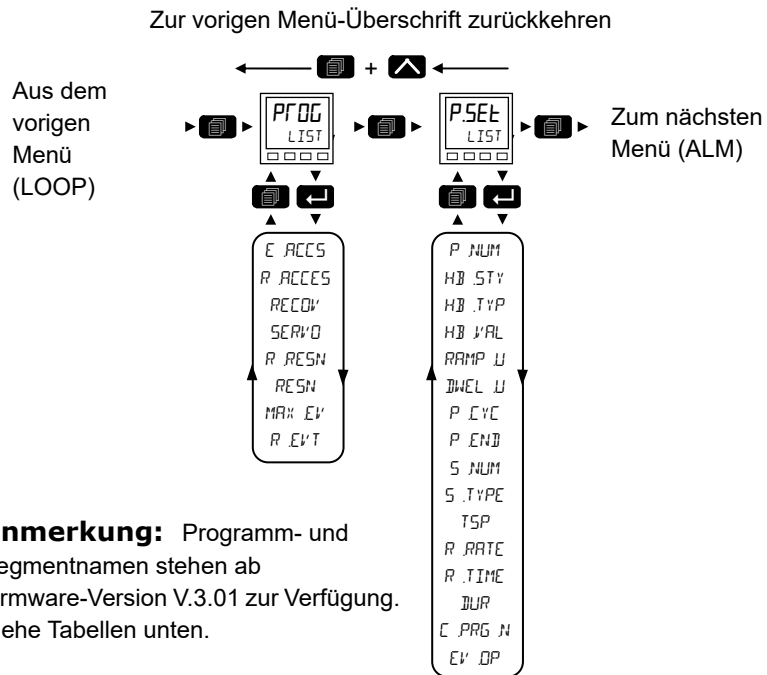 Zur vorigen Menü-Überschrift zurückkehren
+
Aus dem
vorigen
Menü
(LOOP)
PROG
LIST
P.SEt
LIST
Zum nächsten
Menü (ALM)
E.ACCS
R.ACCES
RECOV
SERVO
R.RESN
RESN
MAX.EV
R.EVT
P.NUM
HB.STY
HB.TYP
HB.VAL
RAMP.U
DWEL.U
P.CYC
P.END
S.NUM
S.TYPE
TSP
R.RATE
R.TIME
DUR
C.PRG.N
EV.OP
nmerkung: Programm- und
egmentnamen stehen ab
rmware-Version V.3.01 zur Verfügung.
ehe Tabellen unten.